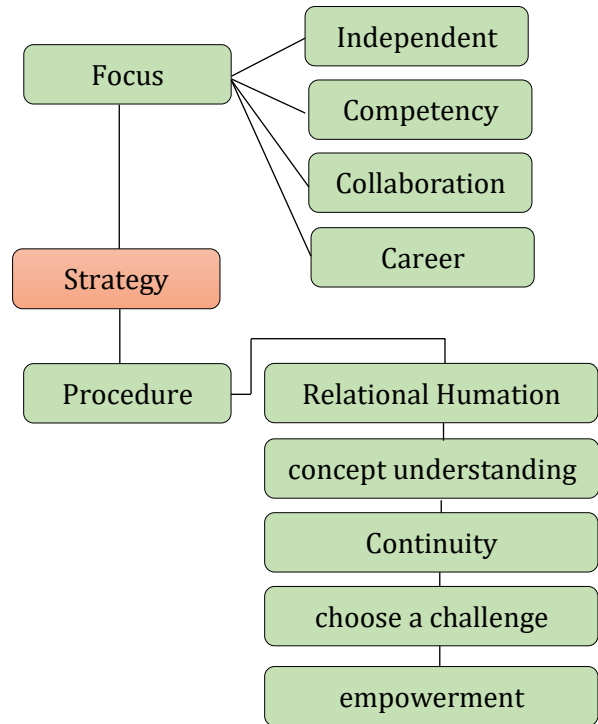 Focus
Independent
Competency
Collaboration
Career
Strategy
Procedure
Relational Humation
concept understanding
Continuity
choose a challenge
empowerment